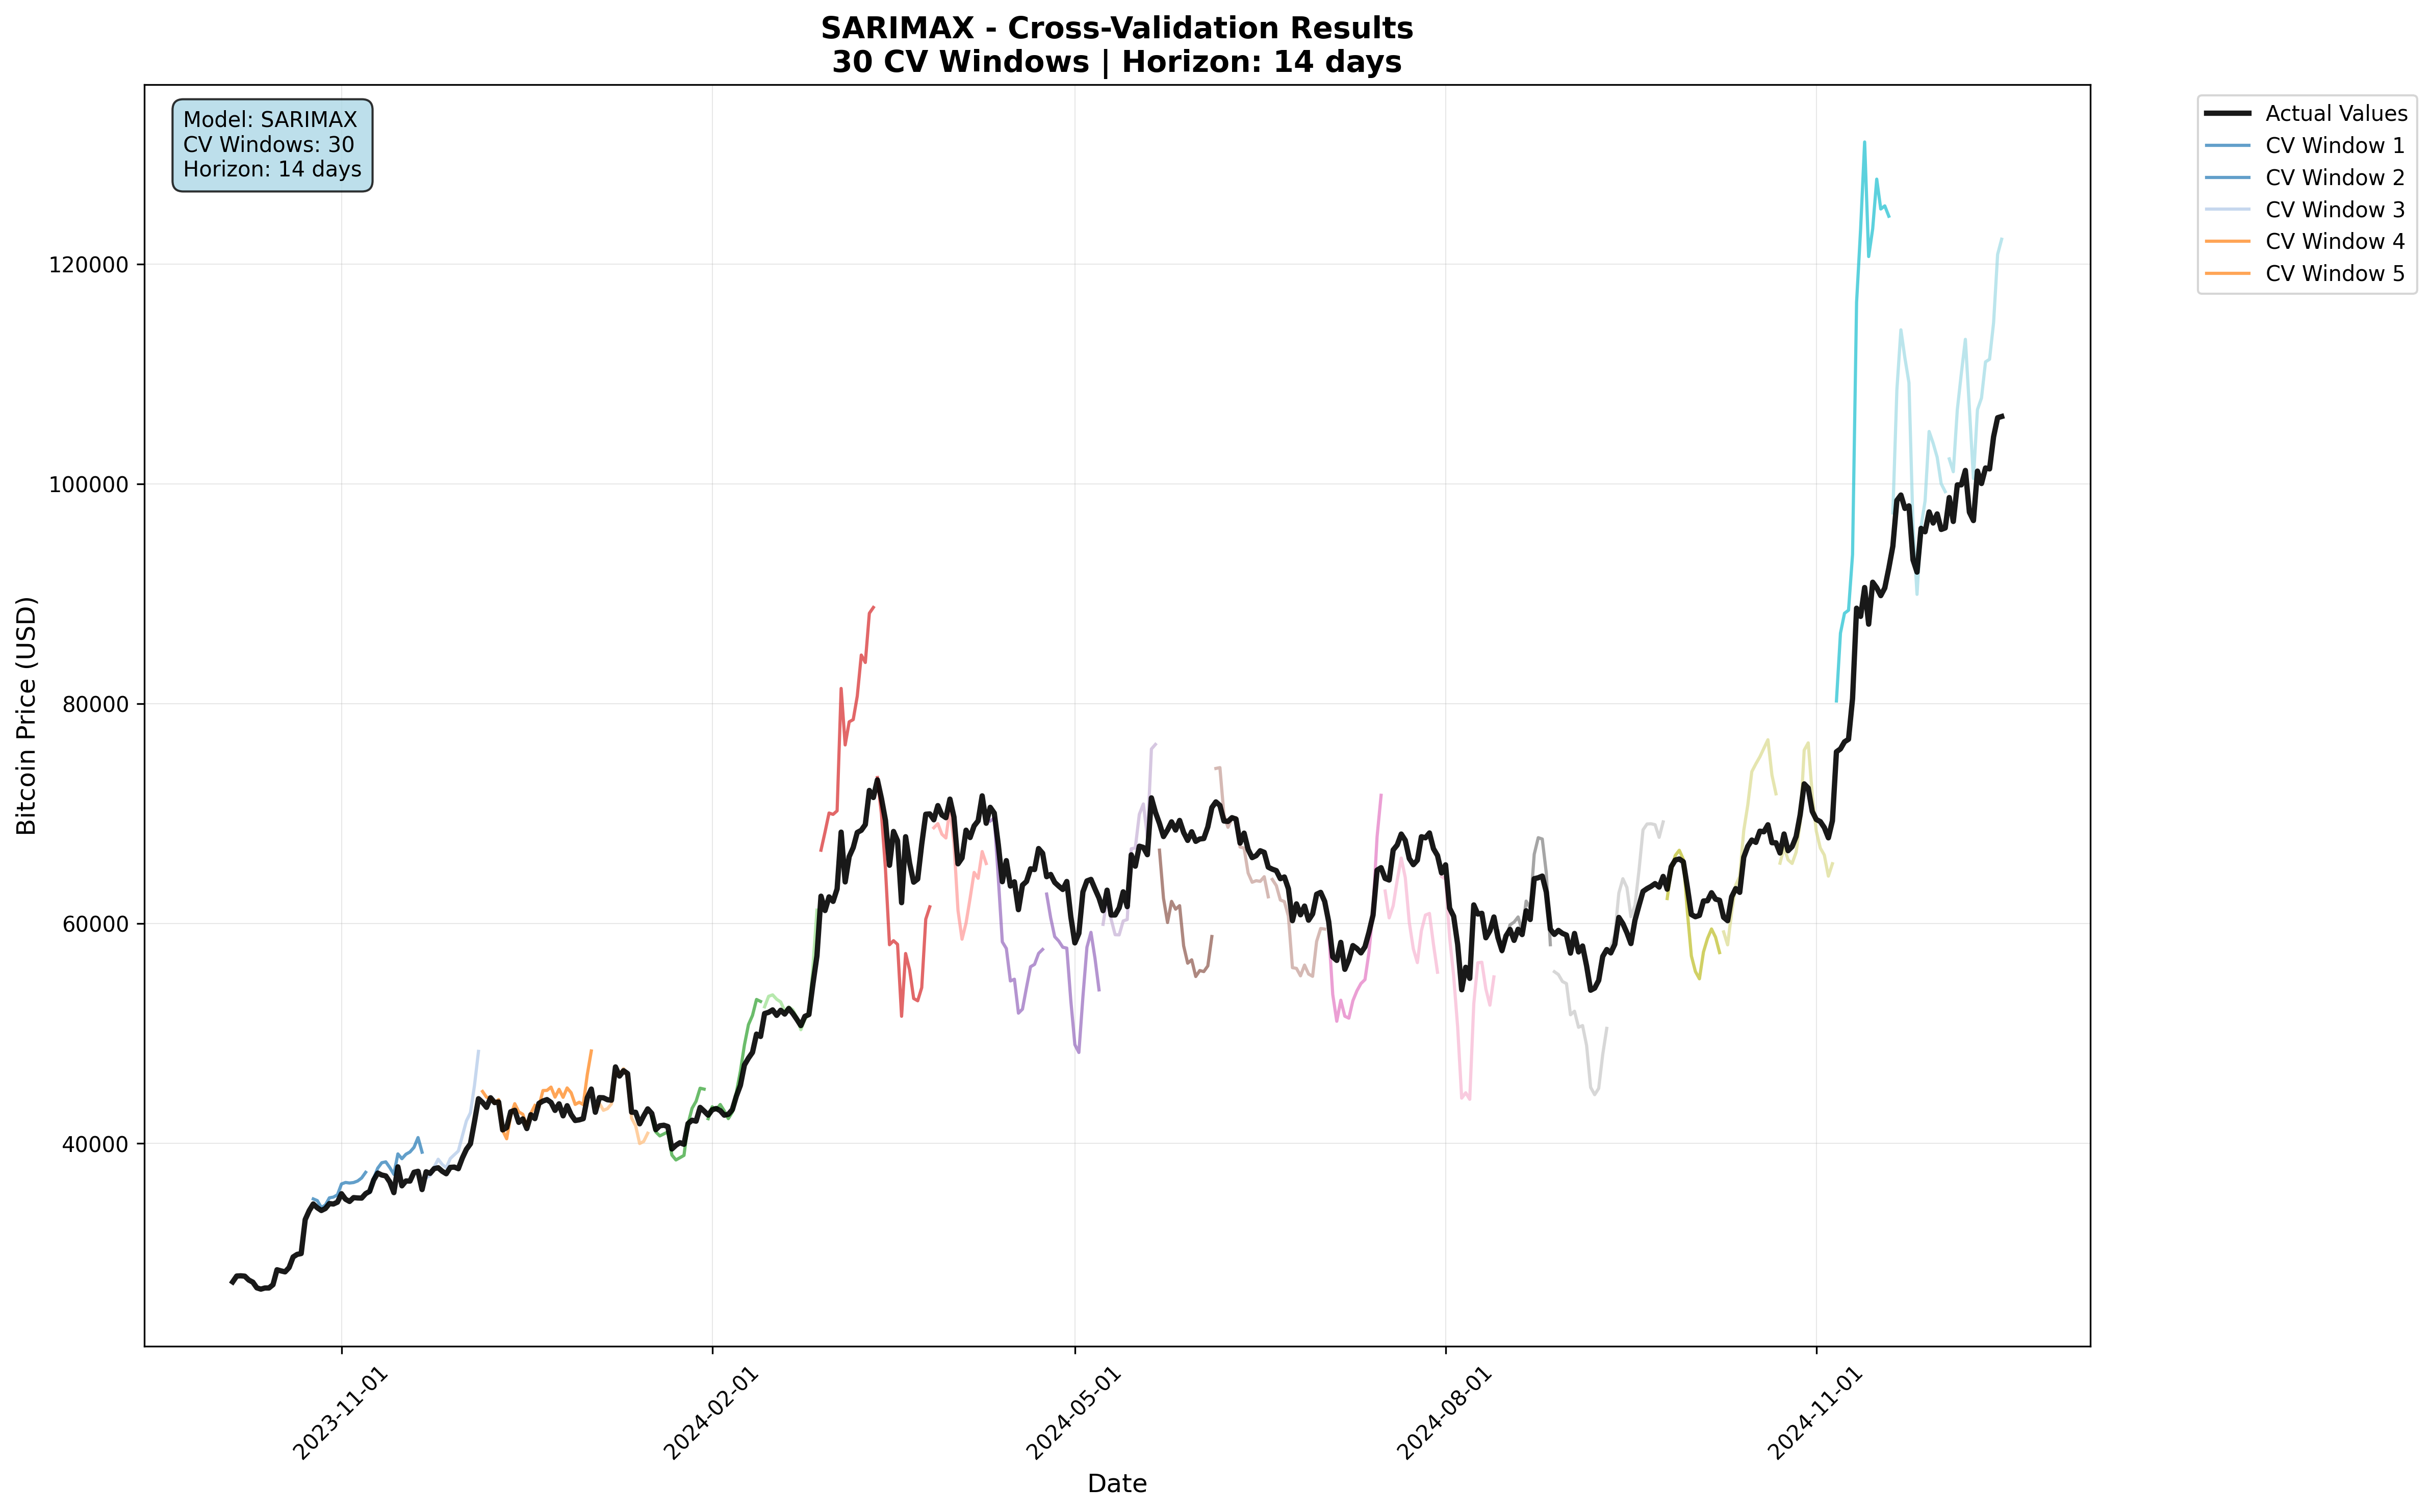 SARIMAX - Cross-Validation Results
30 CV Windows | Horizon: 14 days
Model: SARIMAX
CV Windows: 30
Horizon: 14 days
Actual Values
CV Window 1
CV Window 2
CV Window 3
CV Window 4
CV Window 5
Bitcoin Price (USD)
120000
100000
80000
60000
40000
2023-11-01
2024-02-01
2024-05-01
2024-08-01
2024-11-01
Date